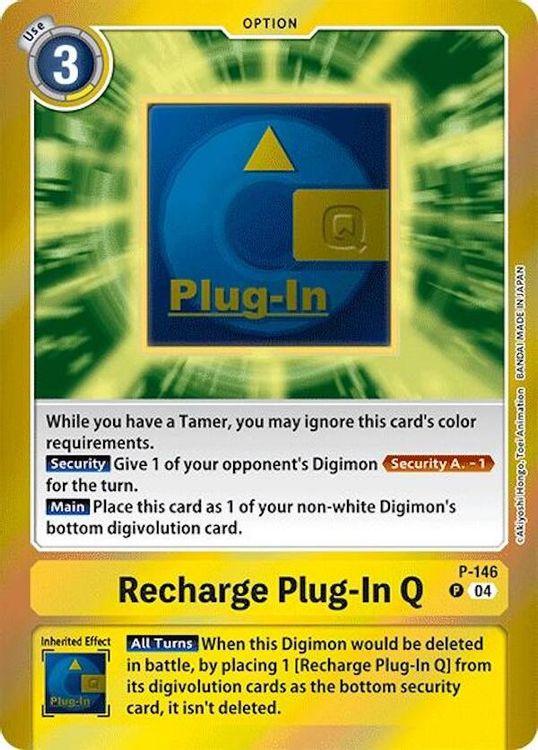 OPTION
Use
3
Q
Plug-In
While you have a Tamer, you may ignore this card's color
requirements.
Security Give 1 of your opponent's Digimon Security A. -1
for the turn.
Main Place this card as 1 of your non-white Digimon's
bottom digivolution card.
©Akiyoshi Hongo, Toei Animation BANDAI MADE IN JAPAN
P-146
Recharge Plug-In Q
P 04
Inherited Effect
Q
Plug-In
All Turns When this Digimon would be deleted
in battle, by placing 1 [Recharge Plug-In Q] from
its digivolution cards as the bottom security
card, it isn't deleted.